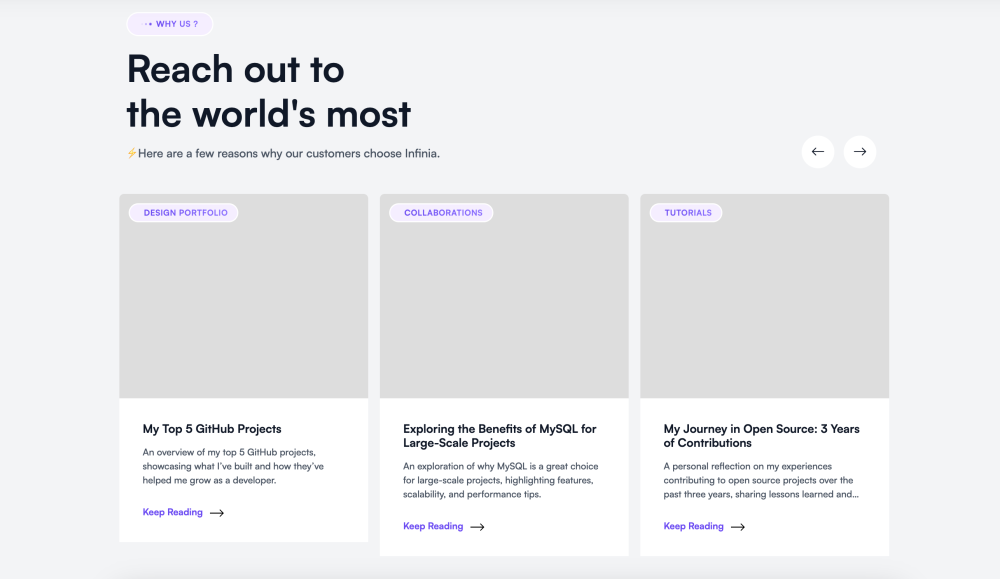 WHY US ?
Reach out to
the world's most
⚡Here are a few reasons why our customers choose Infinia.
DESIGN PORTFOLIO
My Top 5 GitHub Projects
An overview of my top 5 GitHub projects,
showcasing what I've built and how they've
helped me grow as a developer.
Keep Reading
COLLABORATIONS
Exploring the Benefits of MySQL for
Large-Scale Projects
An exploration of why MySQL is a great choice
for large-scale projects, highlighting features,
scalability, and performance tips.
Keep Reading
TUTORIALS
My Journey in Open Source: 3 Years
of Contributions
A personal reflection on my experiences
contributing to open source projects over the
past three years, sharing lessons learned and...
Keep Reading